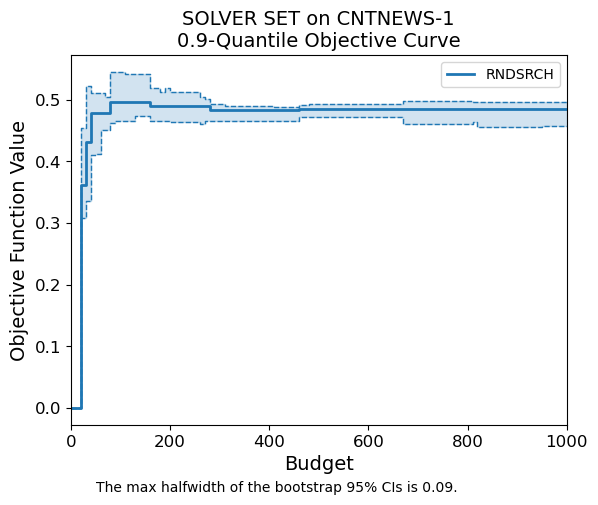 SOLVER SET on CNTNEWS-1
0.9-Quantile Objective Curve
RNDSRCH
Objective Function Value
0.5
0.4
0.3
0.2
0.1
0.0
0 200 400 600 800 1000
Budget
The max halfwidth of the bootstrap 95% CIs is 0.09.